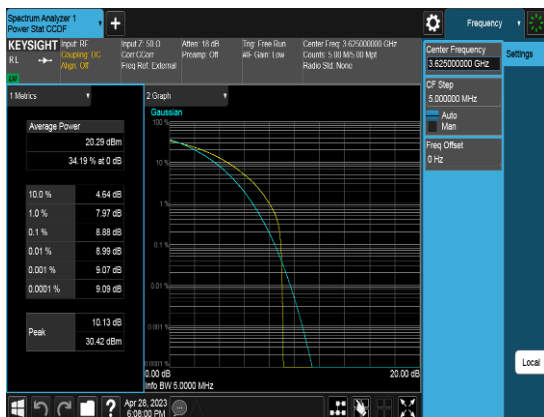 Spectrum Analyzer 1
Power Stat CCDF
Frequency
KEYSIGHT
RL
Input: RF
Coupling: DC
Align: Off
Input Z: 50 Ω
Corr CCorr
Freq Ref: External
Atten: 18 dB
Preamp: Off
Trig: Free Run
#IF Gain: Low
Center Freq: 3.625000000 GHz
Counts: 5.00 M/5.00 Mpt
Radio Std: None
1 Metrics
Average Power
20.29 dBm
34.19 % at 0 dB
10.0 % 4.64 dB
1.0 % 7.97 dB
0.1 % 8.88 dB
0.01 % 8.99 dB
0.001 % 9.07 dB
0.0001 % 9.09 dB
Peak
10.13 dB
30.42 dBm
2 Graph
Gaussian
100 %
10 %
1 %
0.1 %
0.01 %
0.001 %
0.0001 %
0.00 dB 20.00 dB
Info BW 5.0000 MHz
Center Frequency
3.625000000 GHz
Settings
CF Step
5.000000 MHz
Auto
Man
Freq Offset
0 Hz
Local
Apr 28, 2023
6:08:00 PM